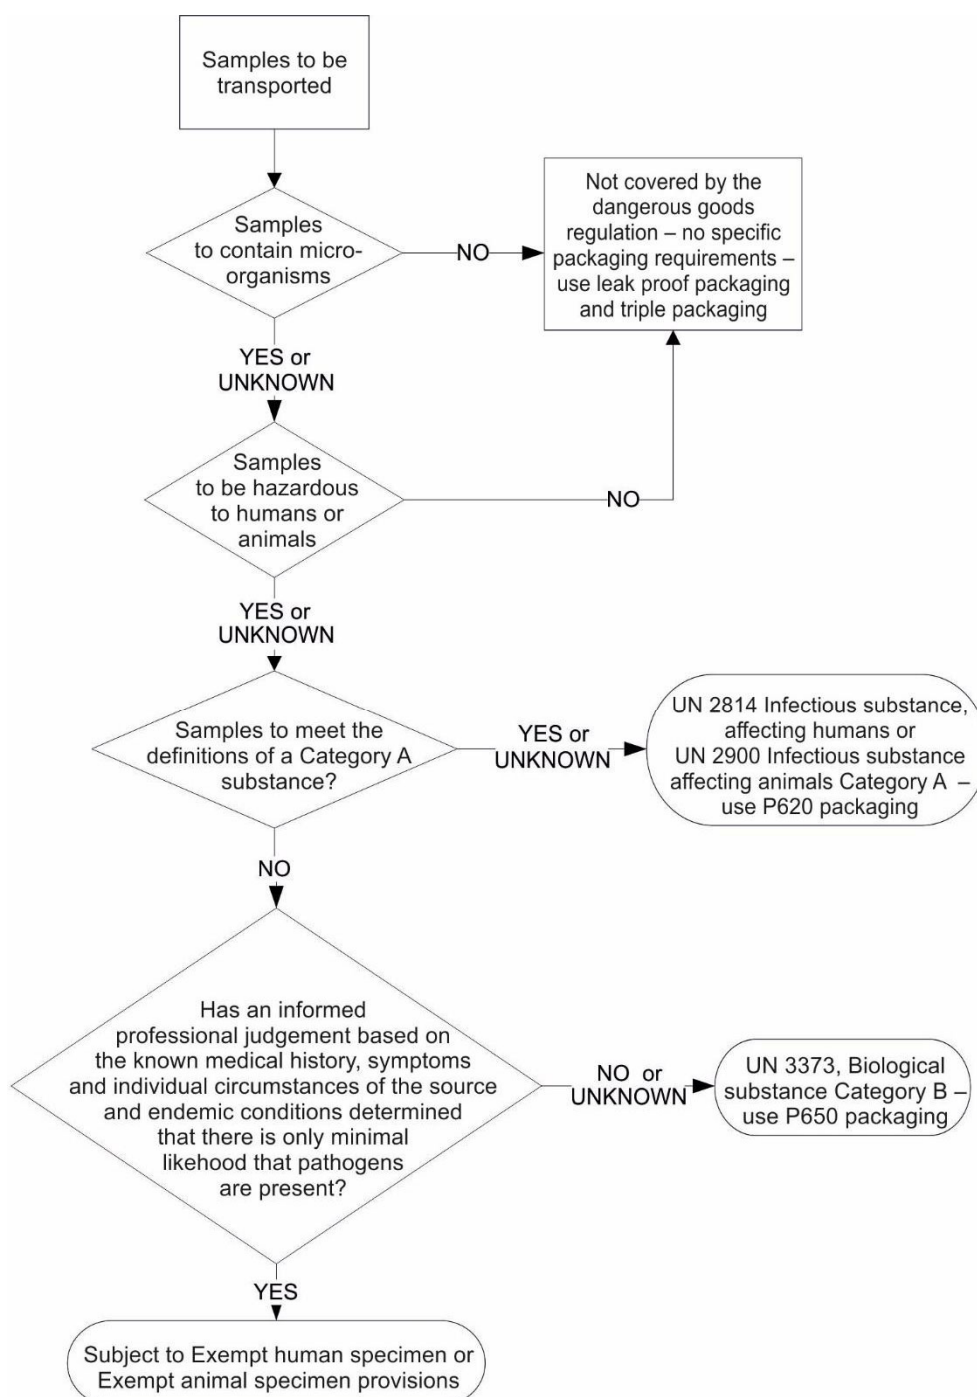 Samples to be
transported
Samples
to contain micro-
organisms
NO
Not covered by the
dangerous goods
regulation – no specific
packaging requirements –
use leak proof packaging
and triple packaging
YES or
UNKNOWN
Samples
to be hazardous
to humans or
animals
NO
YES or
UNKNOWN
Samples to meet the
definitions of a Category A
substance?
YES or
UNKNOWN
UN 2814 Infectious substance,
affecting humans or
UN 2900 Infectious substance
affecting animals Category A –
use P620 packaging
NO
Has an informed
professional judgement based on
the known medical history, symptoms
and individual circumstances of the source
and endemic conditions determined
that there is only minimal
likehood that pathogens
are present?
NO or
UNKNOWN
UN 3373, Biological
substance Category B –
use P650 packaging
YES
Subject to Exempt human specimen or
Exempt animal specimen provisions